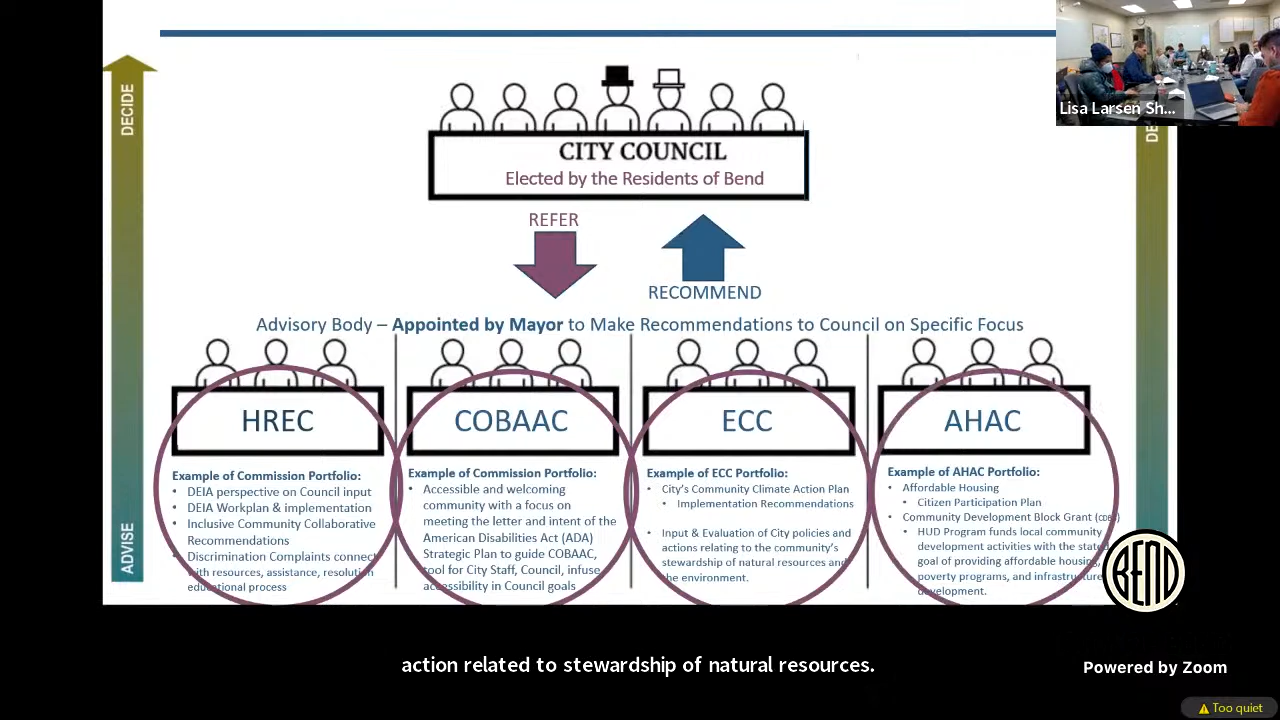 DECIDE
Lisa Larsen Sh...
DE
CITY COUNCIL
Elected by the Residents of Bend
REFER
RECOMMEND
Advisory Body – Appointed by Mayor to Make Recommendations to Council on Specific Focus
HREC
Example of Commission Portfolio:
• DEIA perspective on Council input
• DEIA Workplan & implementation
• Inclusive Community Collaborative
Recommendations
• Discrimination Complaints connect
with resources, assistance, resolution
educational process
COBAAC
Example of Commission Portfolio:
• Accessible and welcoming
community with a focus on
meeting the letter and intent of the
American Disabilities Act (ADA)
Strategic Plan to guide COBAAC,
tool for City Staff, Council, infuse
accessibility in Council goals
ECC
Example of ECC Portfolio:
• City's Community Climate Action Plan
• Implementation Recommendations
• Input & Evaluation of City policies and
actions relating to the community's
stewardship of natural resources and
the environment.
AHAC
Example of AHAC Portfolio:
• Affordable Housing
• Citizen Participation Plan
• Community Development Block Grant (CDBG)
• HUD Program funds local community
development activities with the stated
goal of providing affordable housing,
poverty programs, and infrastructure
development.
ADVISE
BEND
action related to stewardship of natural resources.
Powered by Zoom
Too quiet